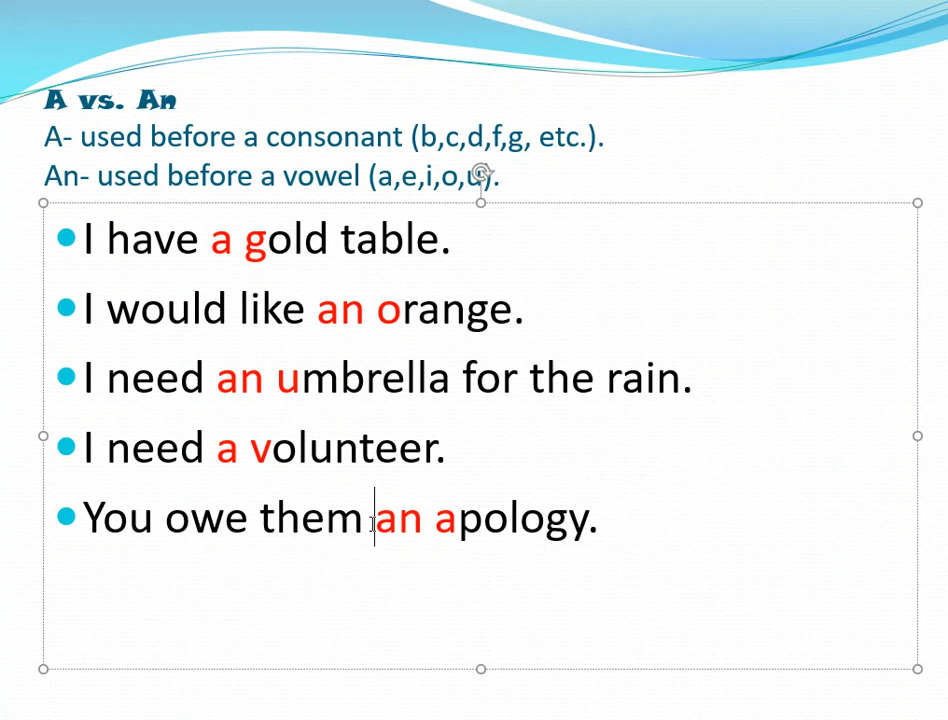 A vs. An
A- used before a consonant (b,c,d,f,g, etc.).
An- used before a vowel (a,e,i,o,u).
I have a gold table.
I would like an orange.
I need an umbrella for the rain.
I need a volunteer.
You owe them an apology.